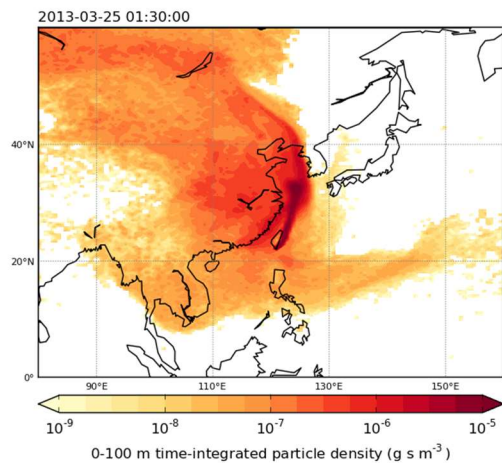 2013-03-25 01:30:00
40°N
20°N
0°
90°E
110°E
130°E
150°E
10⁻⁹
10⁻⁸
10⁻⁷
10⁻⁶
10⁻⁵
0-100 m time-integrated particle density (g s m⁻³)